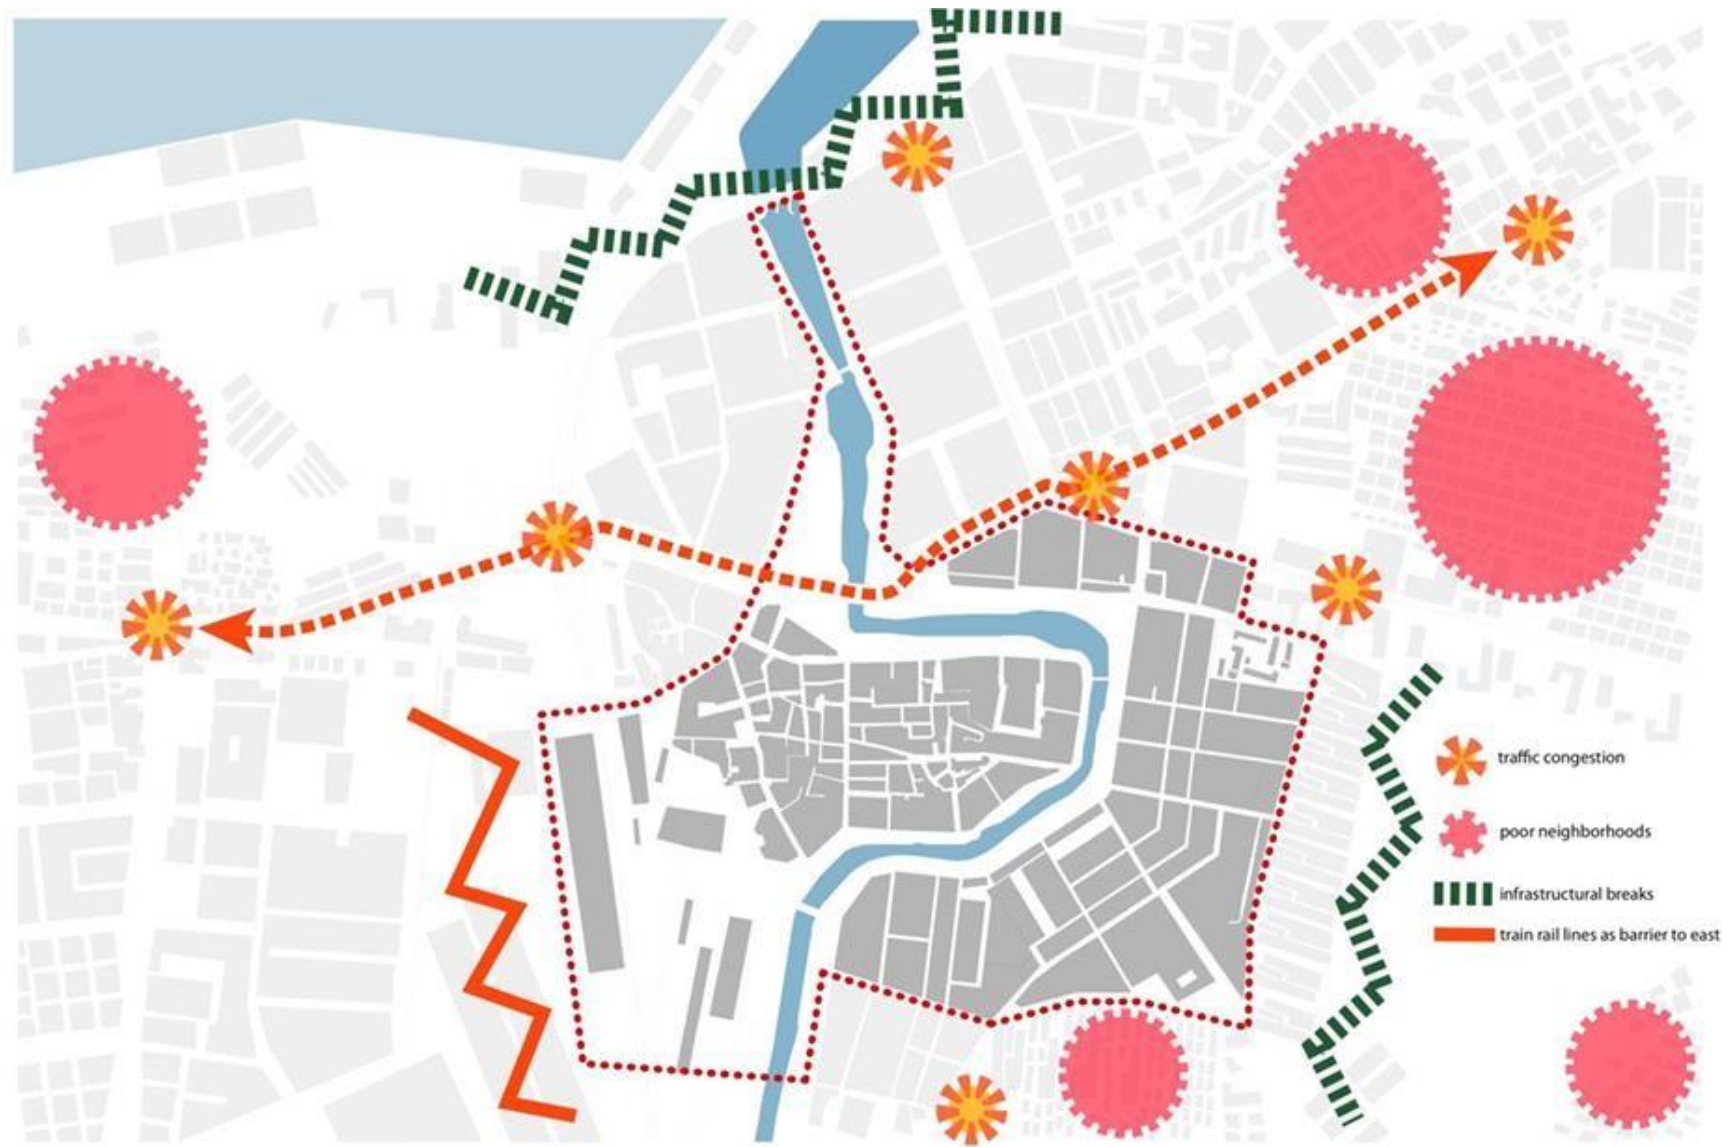 traffic congestion
poor neighborhoods
infrastructural breaks
train rail lines as barrier to east